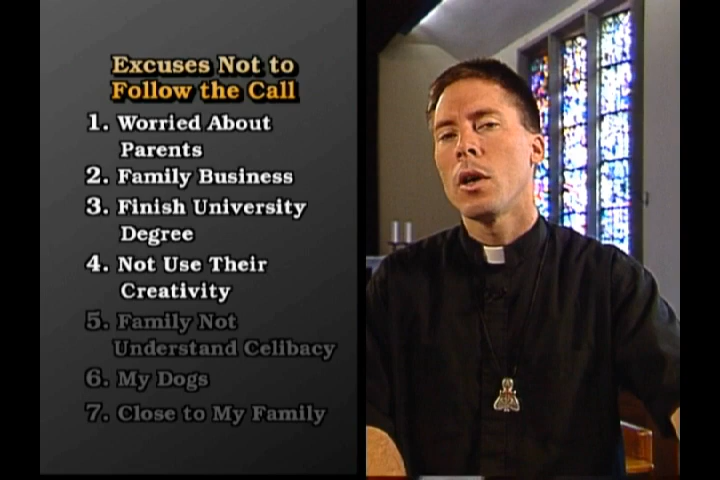 Excuses Not to
Follow the Call
1. Worried About
Parents
2. Family Business
3. Finish University
Degree
4. Not Use Their
Creativity
5. Family Not
Understand Celibacy
6. My Dogs
7. Close to My Family